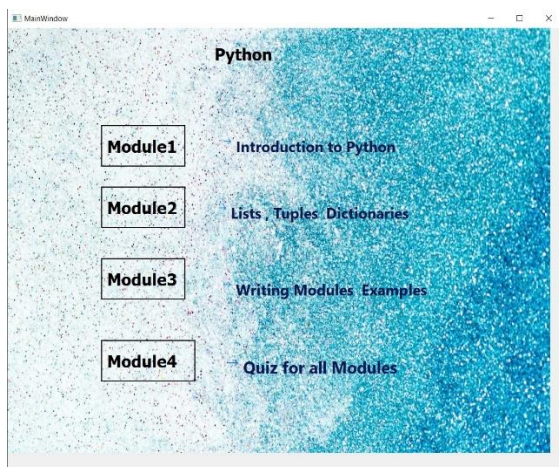 MainWindow
Python
Module1 Introduction to Python
Module2 Lists , Tuples Dictionaries
Module3 Writing Modules Examples
Module4 Quiz for all Modules